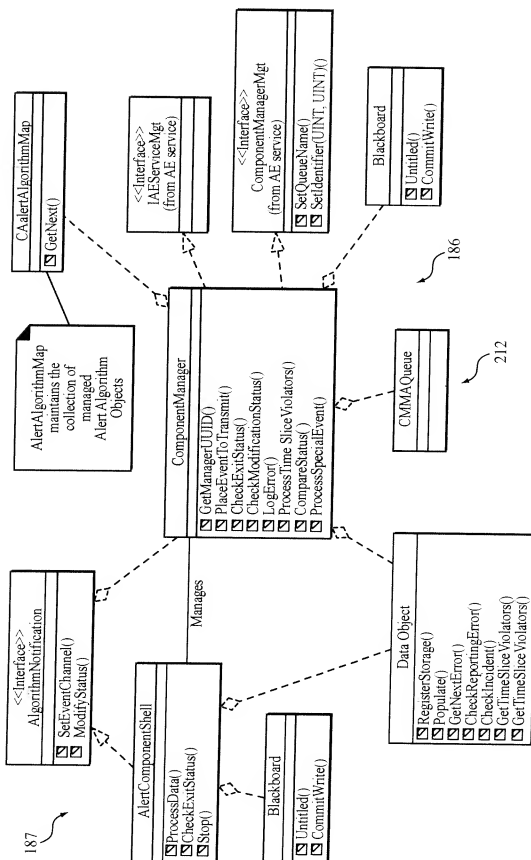 187
<<Interface>>
AlgorithmNotification
SetEventChannel()
ModifyStatus()
AlertAlgorithmMap
maintains the
collection of
managed
Alert Algorithm
Objects
CAalertAlgorithmMap
GetNext()
AlertComponentShell
ProcessData()
CheckExitStatus()
Stop()
Manages
ComponentManager
GetManagerUUID()
PlaceEventToTransmit()
CheckExitStatus()
CheckModificationStatus()
LogError()
ProcessTime SliceViolators()
CompareStatus()
ProcessSpecialEvent()
<<Interface>>
IAEServiceMgt
(from AE service)
<<Interface>>
ComponentManagerMgt
(from AE service)
SetQueueName()
SetIdentifier(UINT, UINT)()
Blackboard
Untitled()
CommitWrite()
Data Object
RegisterStorage()
Populate()
GetNextError()
CheckReportingError()
CheckIncident()
GetTimeSliceViolators()
GetTimeSliceViolators()
CMMAQueue
212
Blackboard
Untitled()
CommitWrite()
186